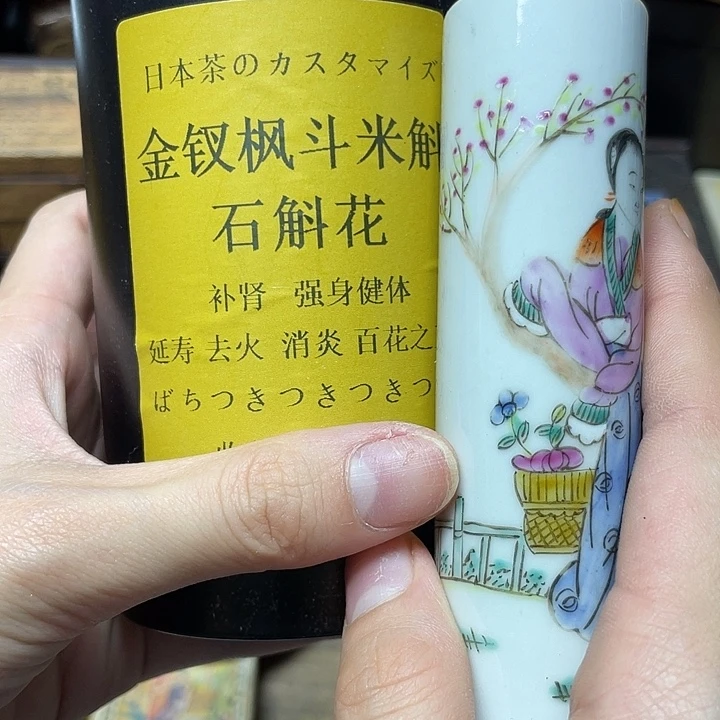 日本茶のカスタマイズ
金钗枫斗米斛
石斛花
补肾 强身健体
延寿 去火 消炎 百花之
ばちつきつきつきつ